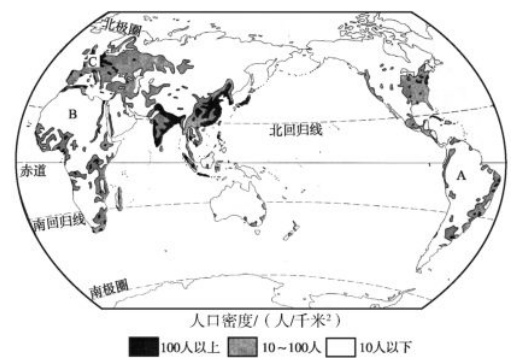 北极圈
C
B
北回归线
赤道
A
南回归线
南极圈
人口密度/(人/千米²)
100人以上 10~100人 10人以下